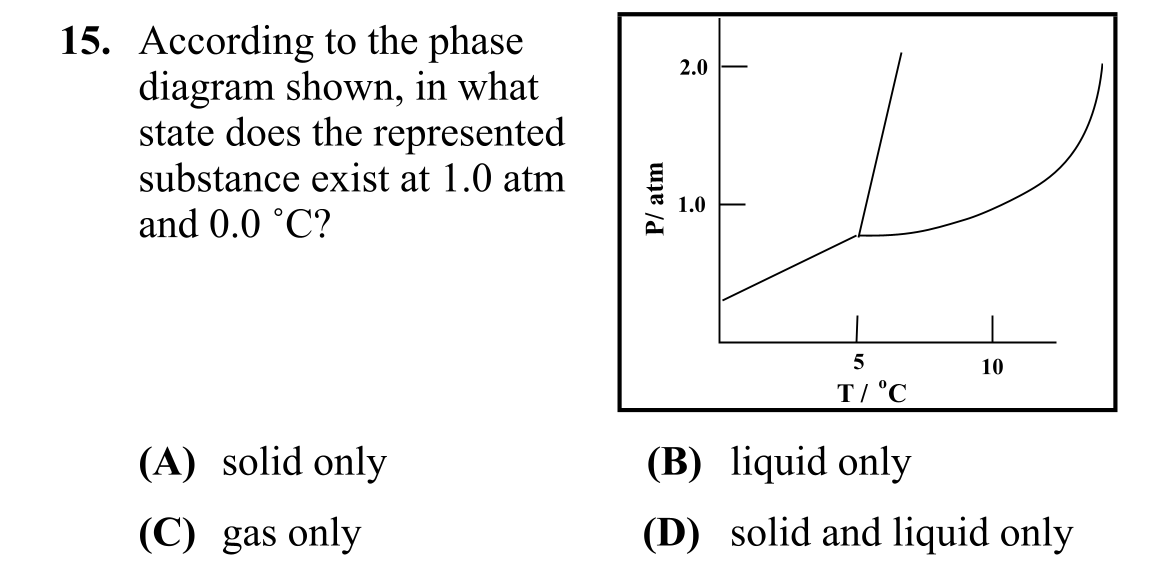 15. According to the phase
diagram shown, in what
state does the represented
substance exist at 1.0 atm
and 0.0 ˚C?
2.0
1.0
P/ atm
5
10
T / ºC
(A) solid only
(B) liquid only
(C) gas only
(D) solid and liquid only